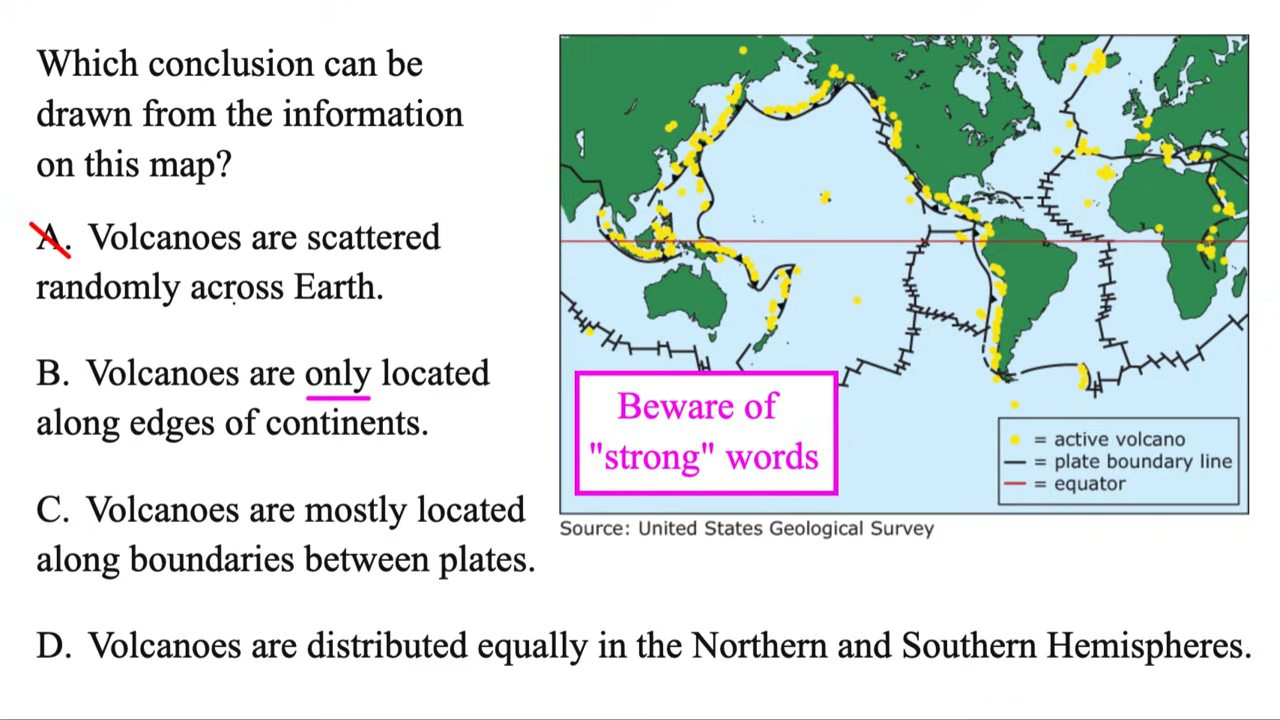 Which conclusion can be
drawn from the information
on this map?
A. Volcanoes are scattered
randomly across Earth.
B. Volcanoes are only located
along edges of continents.
C. Volcanoes are mostly located
along boundaries between plates.
D. Volcanoes are distributed equally in the Northern and Southern Hemispheres.
Beware of
"strong" words
= active volcano
= plate boundary line
= equator
Source: United States Geological Survey